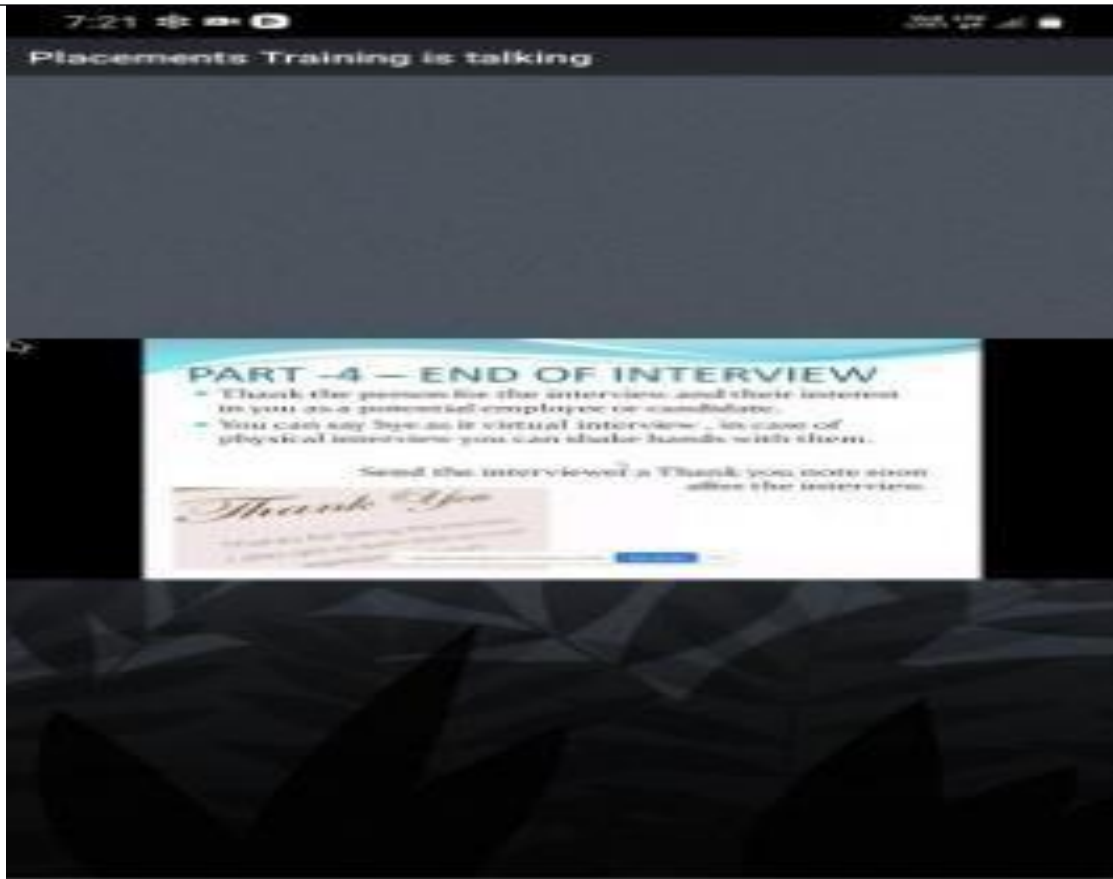 7:21
Placements Training is talking
PART -4 – END OF INTERVIEW
Thank the person for the interview and their interest
in you as a potential employee or candidate.
You can say bye as it virtual interview , in case of
physical interview you can shake hands with them.
Send the interviewer a Thank you note soon
after the interview.
Thank You